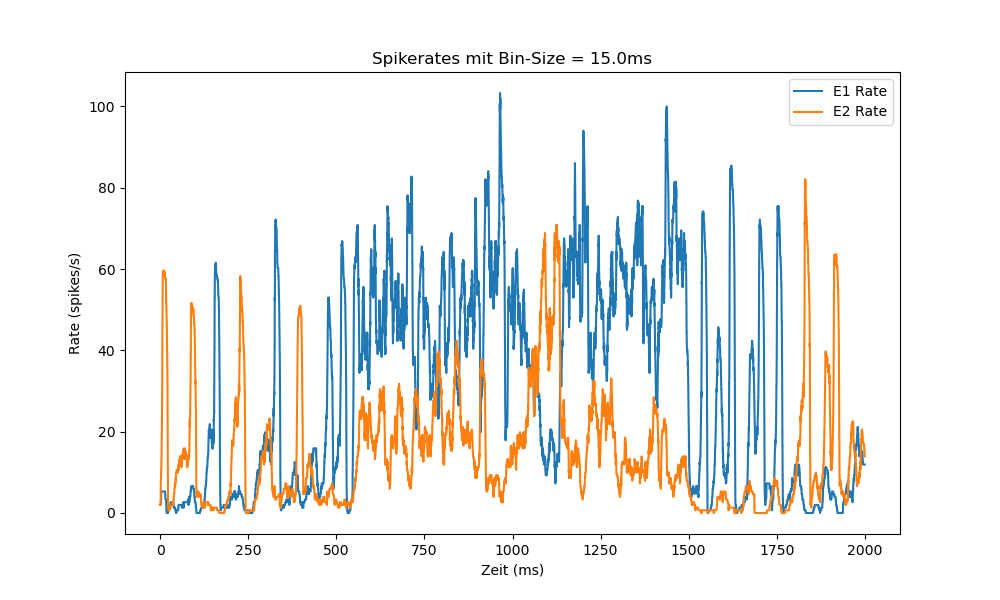 Spikerates mit Bin-Size = 15.0ms
E1 Rate
E2 Rate
Rate (spikes/s)
100
80
60
40
20
0
0 250 500 750 1000 1250 1500 1750 2000
Zeit (ms)